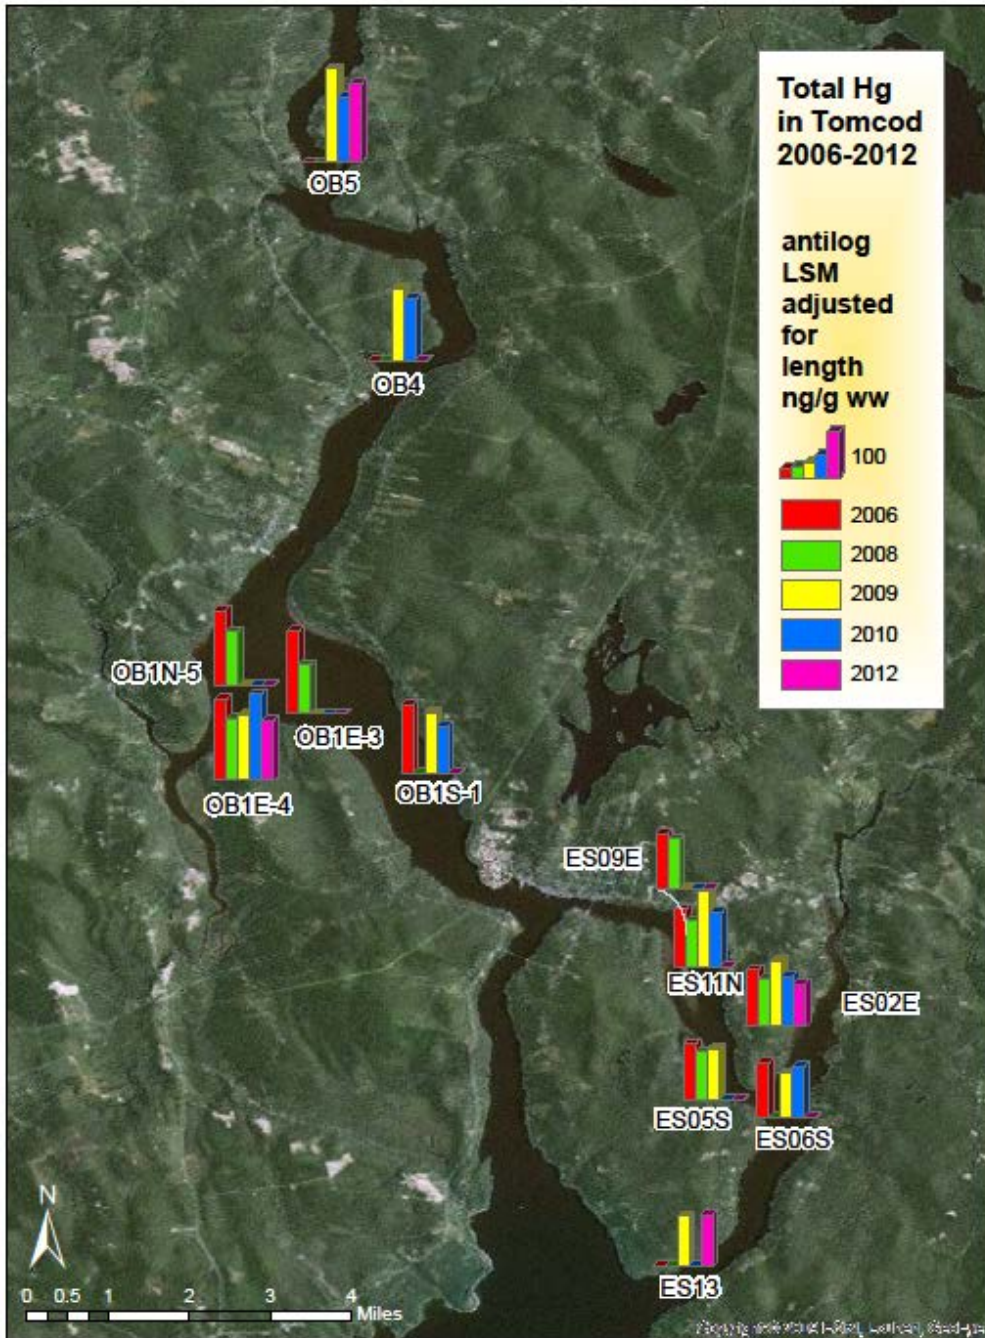 Total Hg
in Tomcod
2006-2012
antilog
LSM
adjusted
for
length
ng/g ww
100
2006
2008
2009
2010
2012
OB5
OB4
OB1N-5
OB1E-3
OB1E-4
OB1S-1
ES09E
ES11N
ES02E
ES05S
ES06S
ES13
N
0 0.5 1 2 3 4
Miles